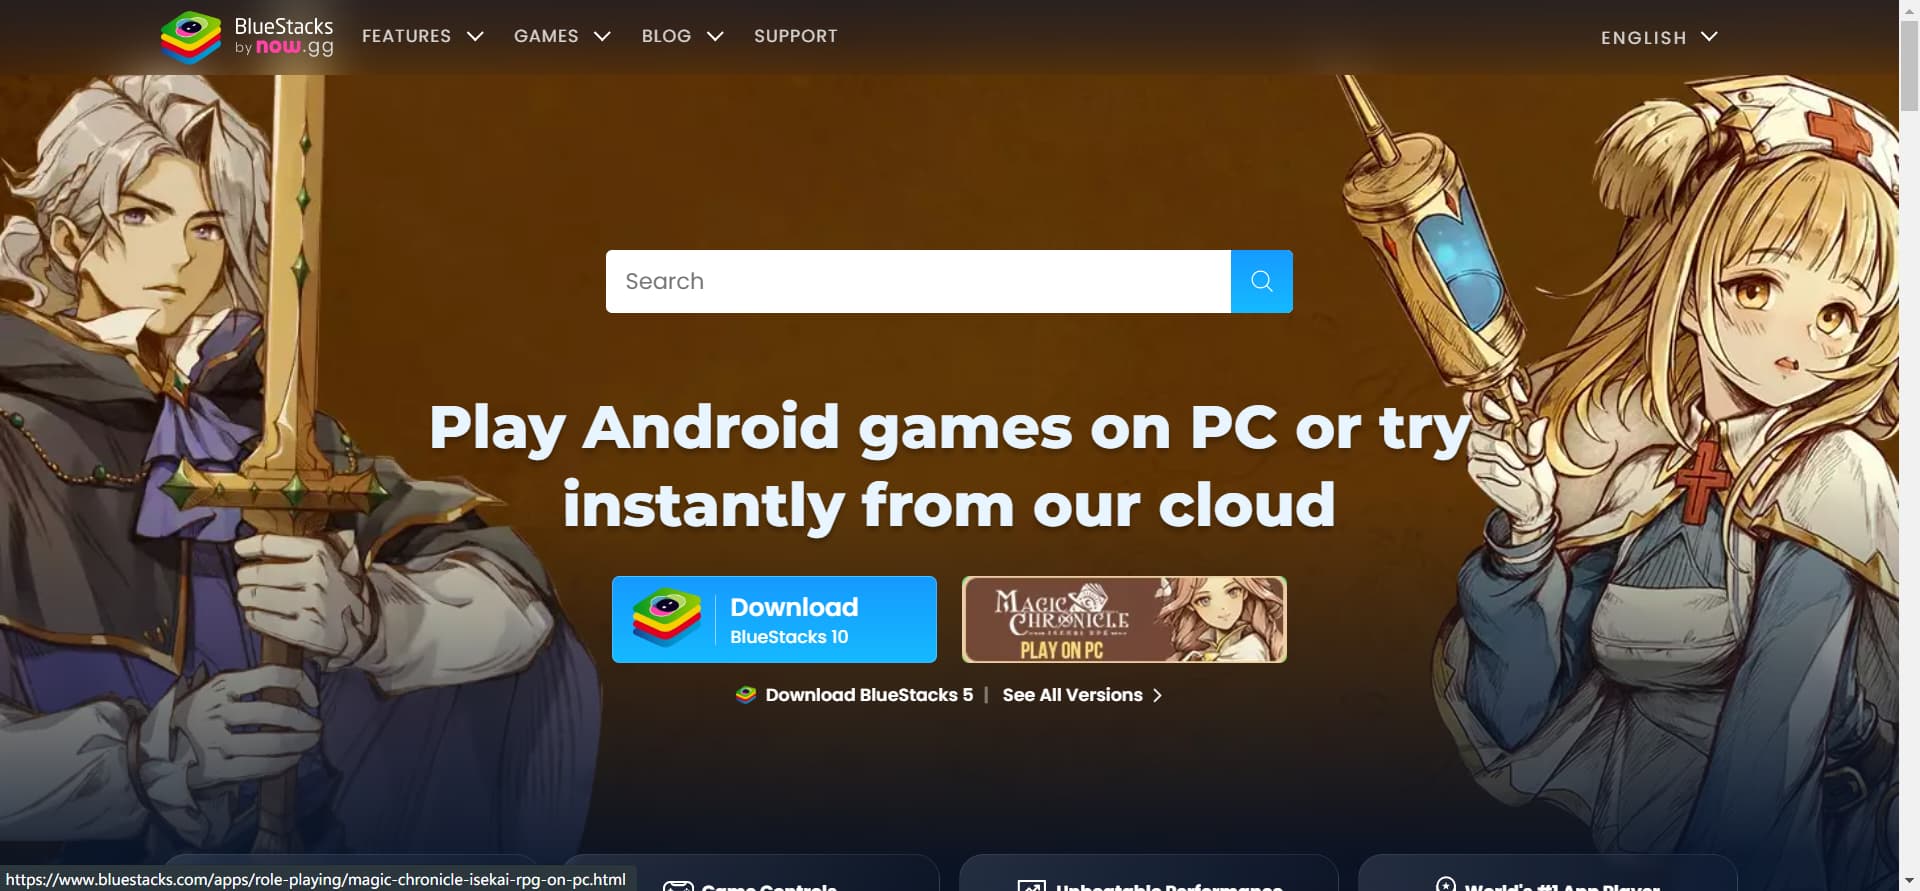 BlueStacks
by now.gg
FEATURES
GAMES
BLOG
SUPPORT
ENGLISH
Search
Play Android games on PC or try
instantly from our cloud
Download
BlueStacks 10
MAGIC
CHRONICLE
ISEKAI RPG
PLAY ON PC
Download BlueStacks 5 | See All Versions
Game Controls
Unbeatable Performance
World's #1 App Player
https://www.bluestacks.com/apps/role-playing/magic-chronicle-isekai-rpg-on-pc.html